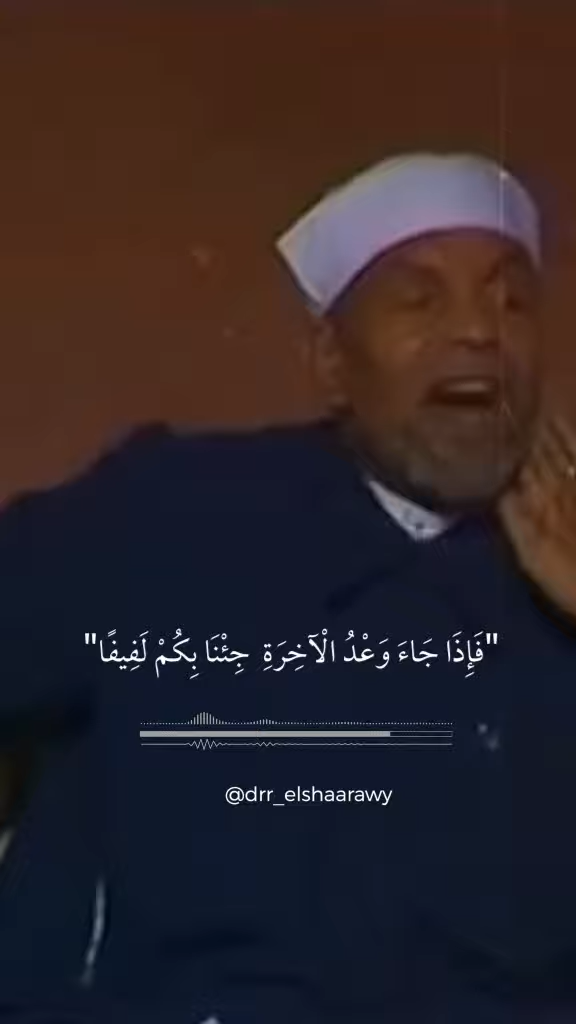 "فَإِذَا جَاءَ وَعْدُ الْآخِرَةِ جِئْنَا بِكُمْ لَفِيفًا"
@drr_elshaarawy